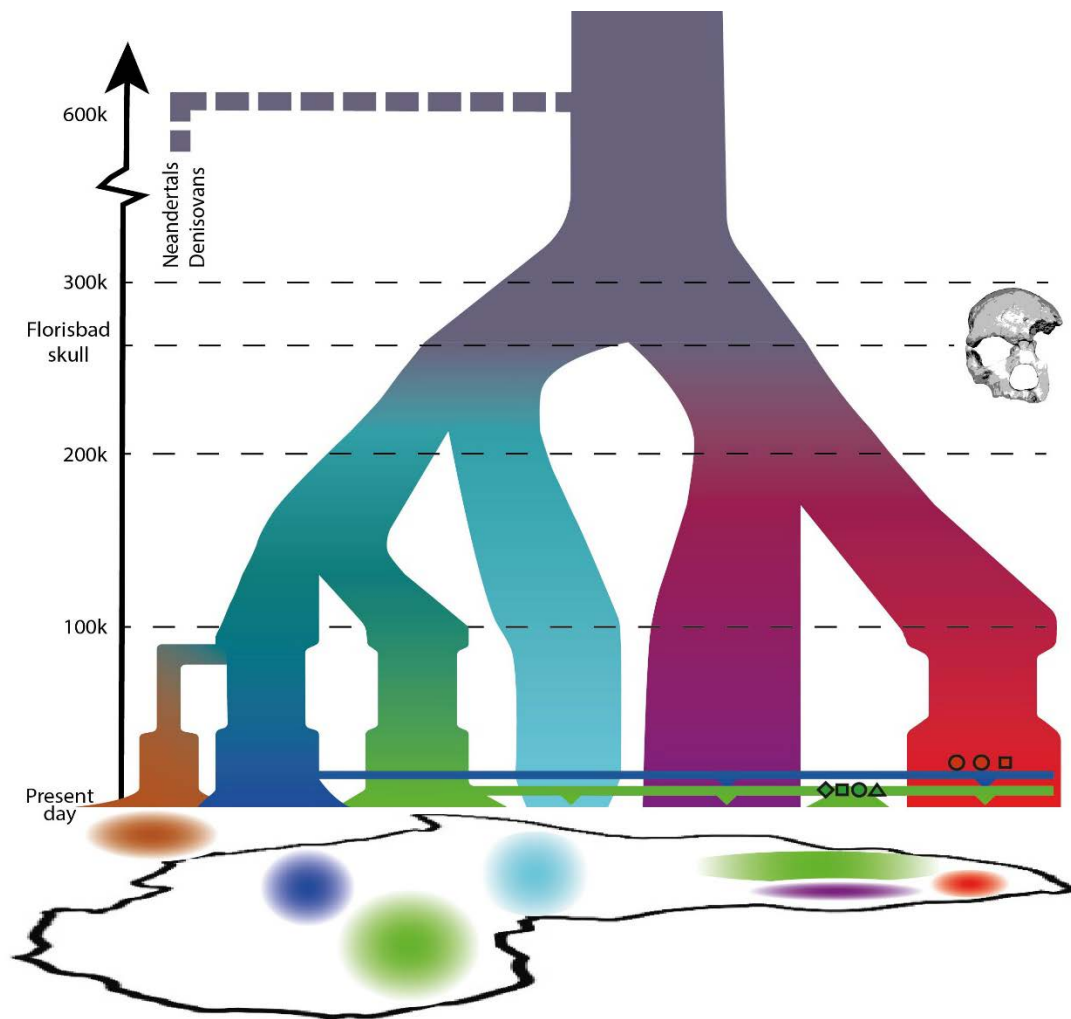 600k
Neandertals
Denisovans
300k
Florisbad
skull
200k
100k
Present
day